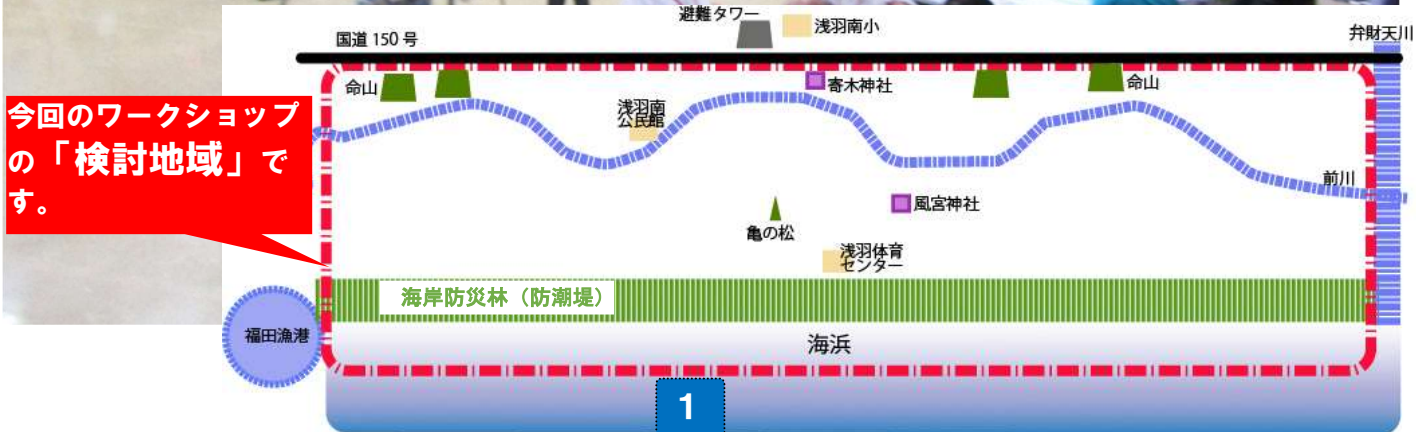 避難タワー
浅羽南小
弁財天川
国道 150 号
命山
寄木神社
命山
浅羽南
公民館
今回のワークショップ
の「検討地域」で
す。
前川
風宮神社
亀の松
浅羽体育
センター
海岸防災林（防潮堤）
福田漁港
海浜
1